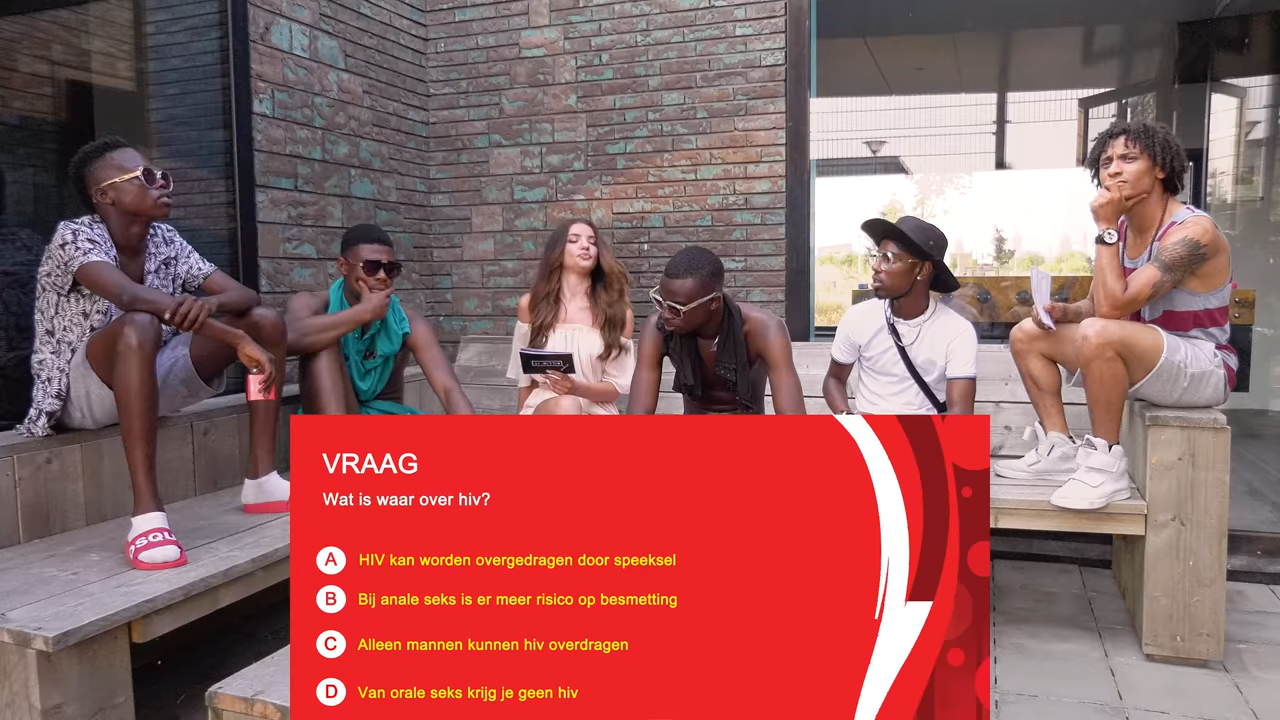 VRAAG
Wat is waar over hiv?
A HIV kan worden overgedragen door speeksel
B Bij anale seks is er meer risico op besmetting
C Alleen mannen kunnen hiv overdragen
D Van orale seks krijg je geen hiv